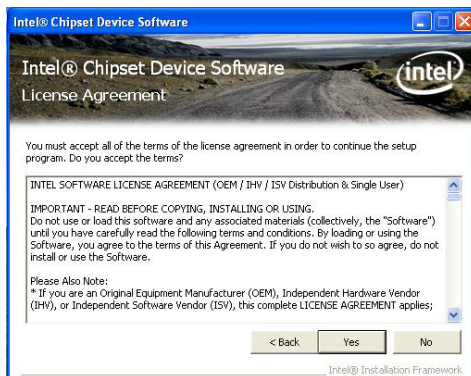 Intel® Chipset Device Software
Intel® Chipset Device Software
License Agreement
intel
You must accept all of the terms of the license agreement in order to continue the setup
program. Do you accept the terms?
INTEL SOFTWARE LICENSE AGREEMENT (OEM / IHV / ISV Distribution & Single User)
IMPORTANT - READ BEFORE COPYING, INSTALLING OR USING.
Do not use or load this software and any associated materials (collectively, the "Software")
until you have carefully read the following terms and conditions. By loading or using the
Software, you agree to the terms of this Agreement. If you do not wish to so agree, do not
install or use the Software.
Please Also Note:
* If you are an Original Equipment Manufacturer (OEM), Independent Hardware Vendor
(IHV), or Independent Software Vendor (ISV), this complete LICENSE AGREEMENT applies;
< Back Yes No
Intel® Installation Framework